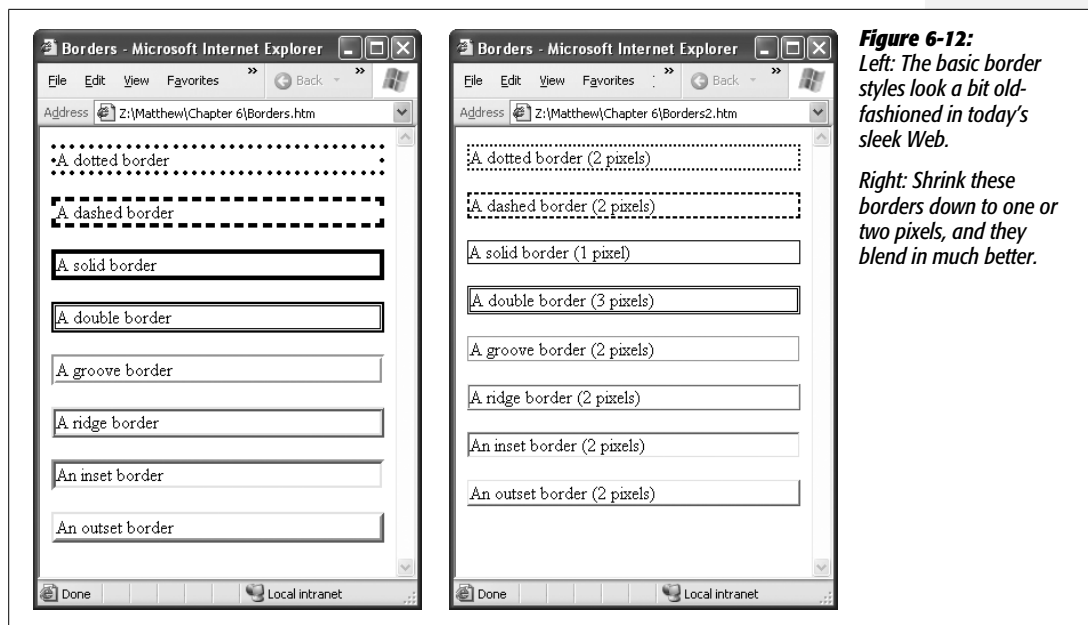 Borders - Microsoft Internet Explorer
File Edit View Favorites » Back »
Address Z:\Matthew\Chapter 6\Borders.htm
A dotted border
A dashed border
A solid border
A double border
A groove border
A ridge border
An inset border
An outset border
Done Local intranet
Borders - Microsoft Internet Explorer
File Edit View Favorites » Back »
Address Z:\Matthew\Chapter 6\Borders2.htm
A dotted border (2 pixels)
A dashed border (2 pixels)
A solid border (1 pixel)
A double border (3 pixels)
A groove border (2 pixels)
A ridge border (2 pixels)
An inset border (2 pixels)
An outset border (2 pixels)
Done Local intranet
Figure 6-12:
Left: The basic border
styles look a bit old-
fashioned in today's
sleek Web.
Right: Shrink these
borders down to one or
two pixels, and they
blend in much better.